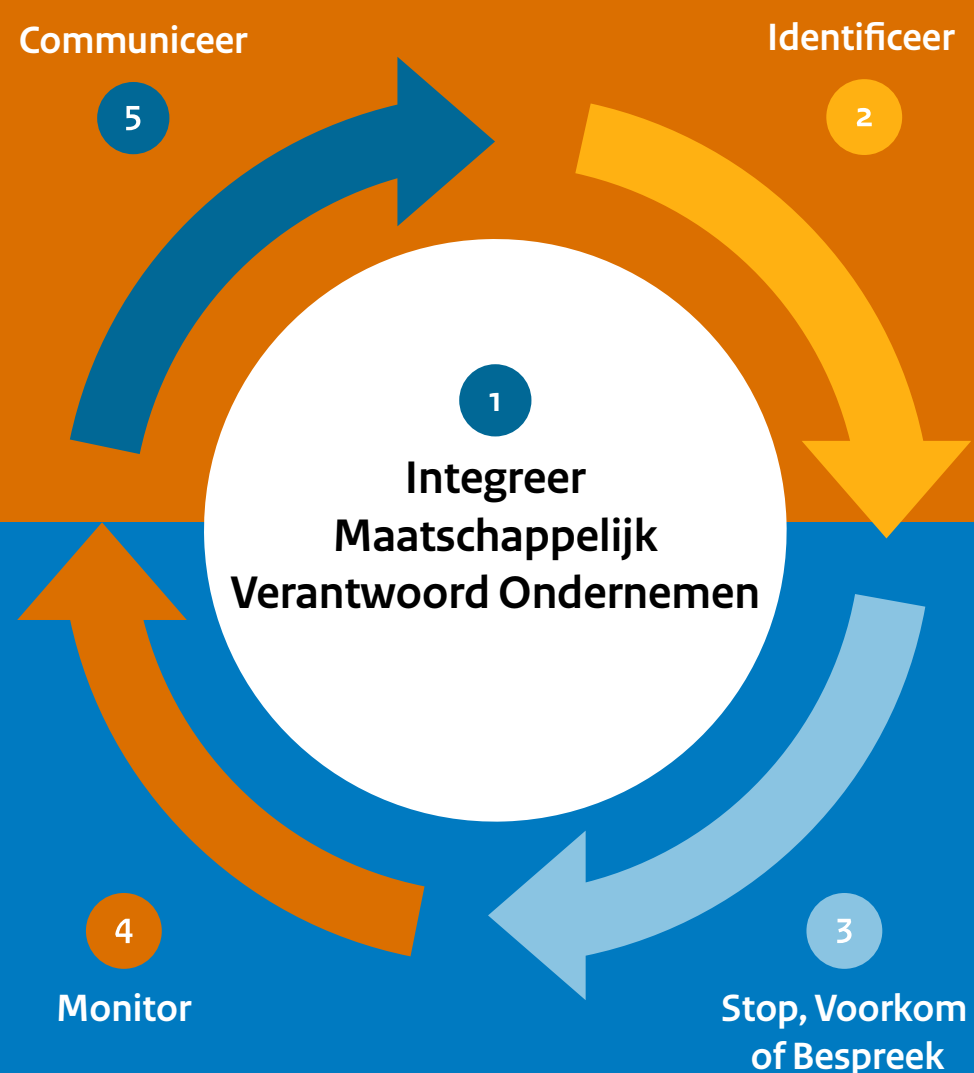 Communiceer
5
Identificeer
2
1
Integreer
Maatschappelijk
Verantwoord Ondernemen
4
Monitor
3
Stop, Voorkom
of Bespreek